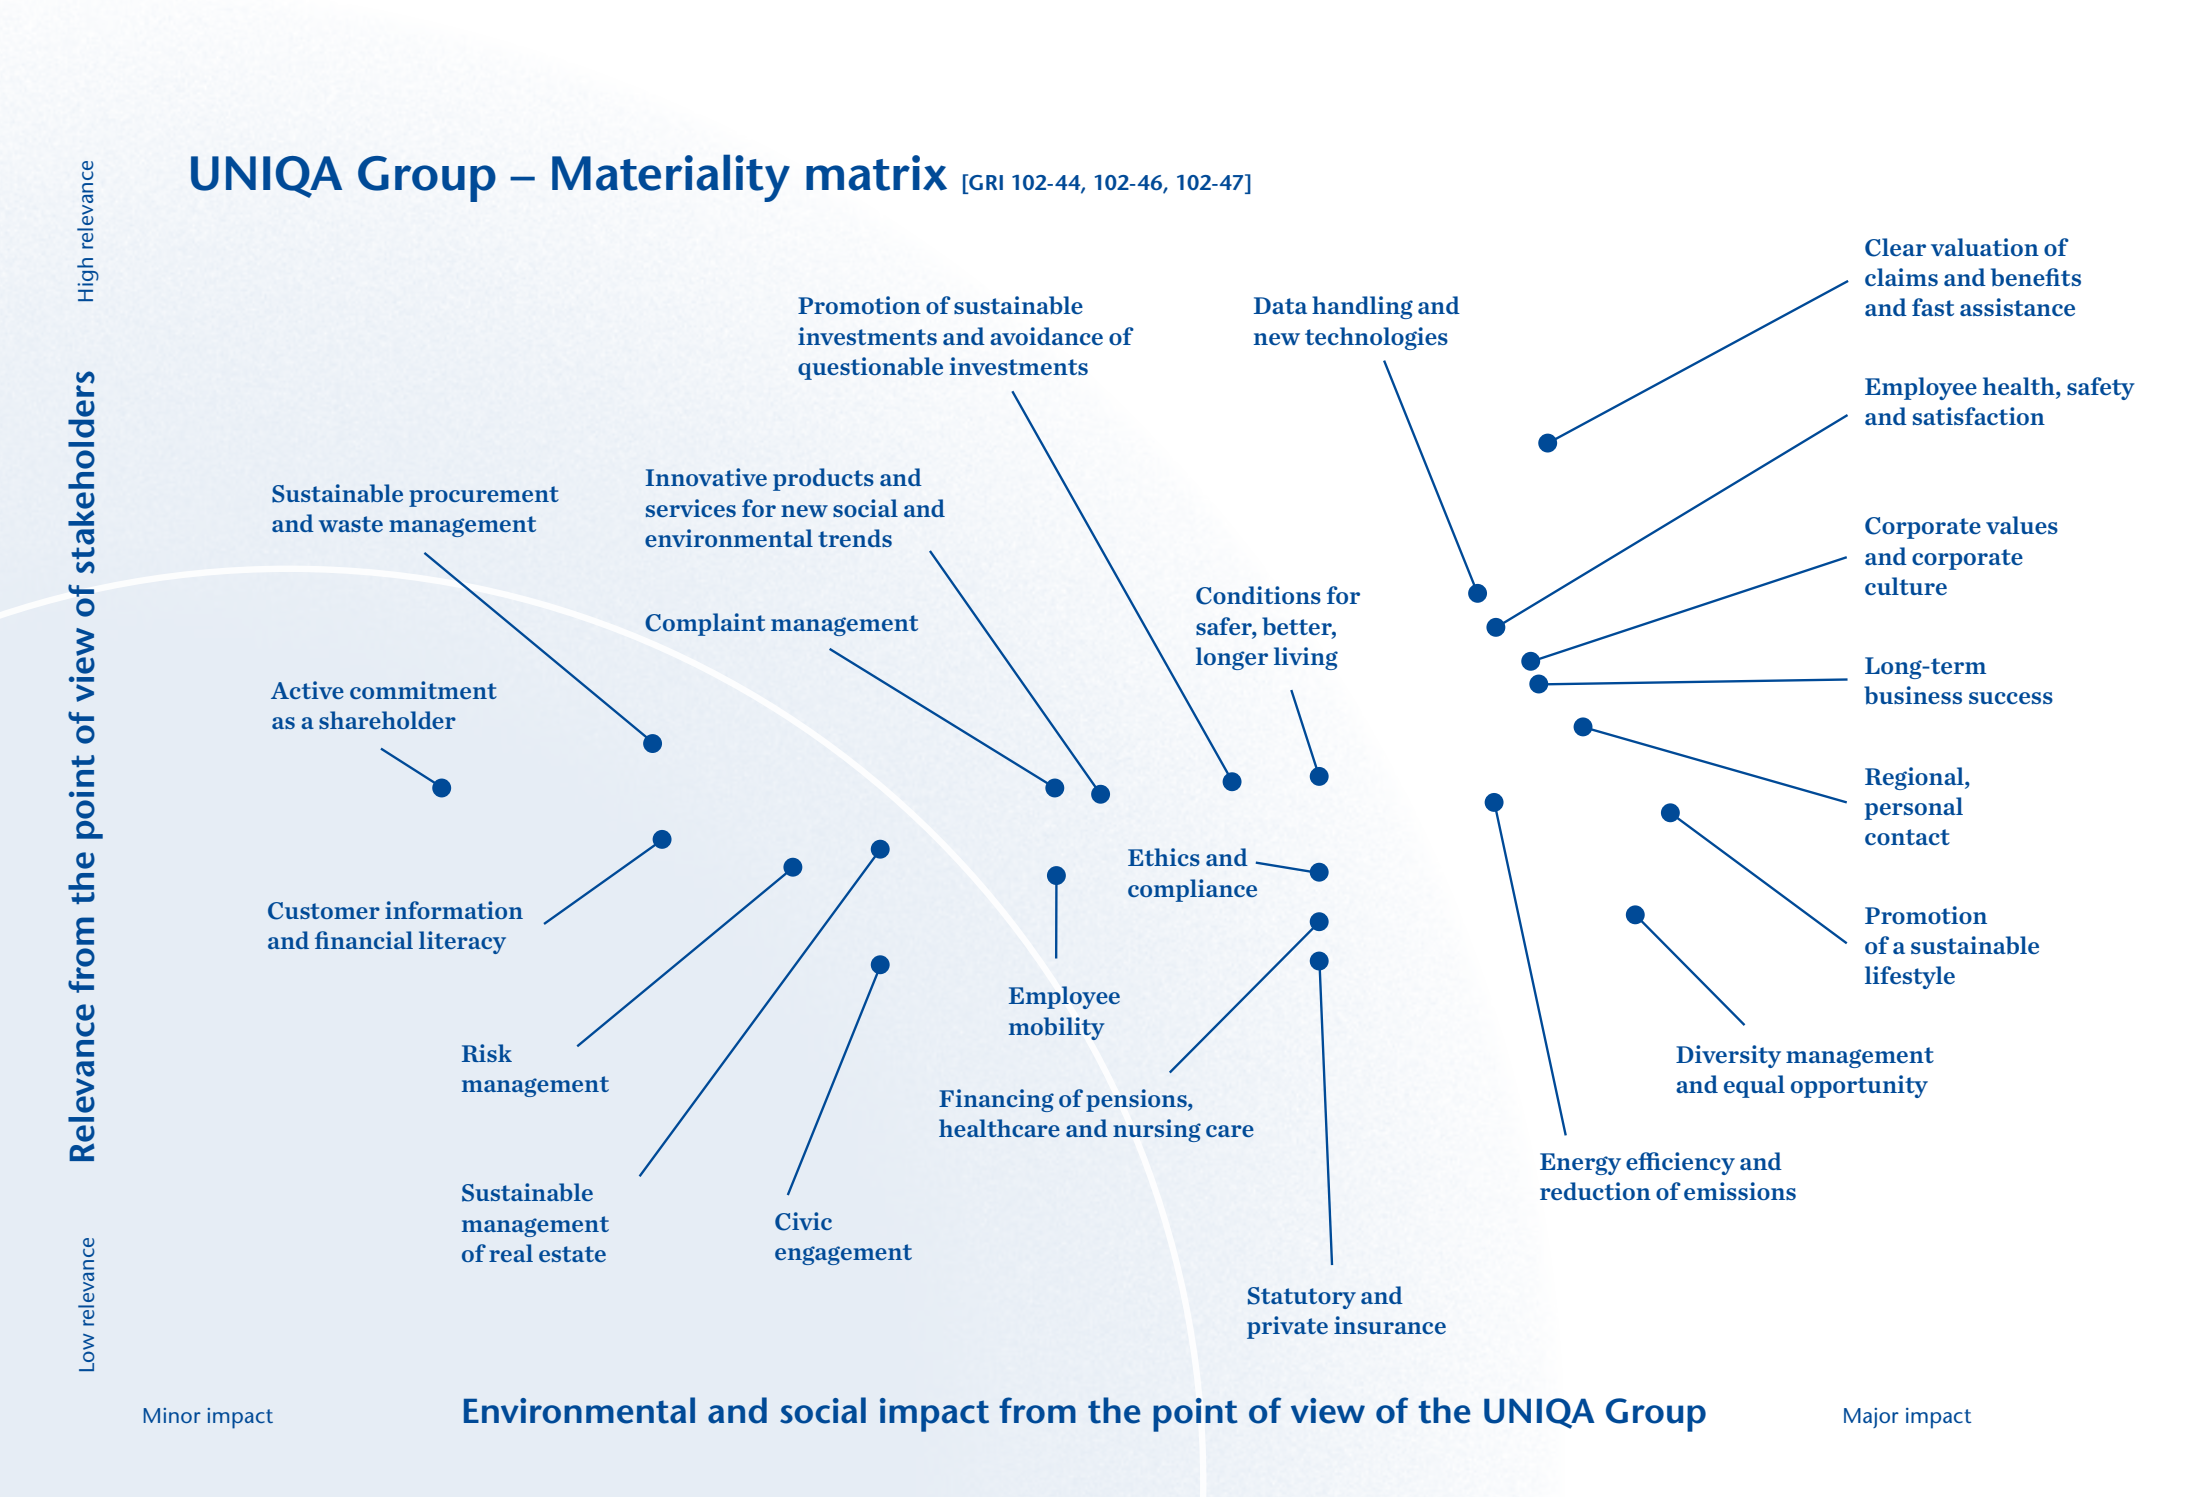 UNIQA Group – Materiality matrix [GRI 102-44, 102-46, 102-47]
High relevance
Relevance from the point of view of stakeholders
Low relevance
Clear valuation of
claims and benefits
and fast assistance
Promotion of sustainable
investments and avoidance of
questionable investments
Data handling and
new technologies
Employee health, safety
and satisfaction
Sustainable procurement
and waste management
Innovative products and
services for new social and
environmental trends
Corporate values
and corporate
culture
Complaint management
Conditions for
safer, better,
longer living
Active commitment
as a shareholder
Long-term
business success
Regional,
personal
contact
Ethics and
compliance
Customer information
and financial literacy
Promotion
of a sustainable
lifestyle
Employee
mobility
Risk
management
Diversity management
and equal opportunity
Financing of pensions,
healthcare and nursing care
Energy efficiency and
reduction of emissions
Sustainable
management
of real estate
Civic
engagement
Statutory and
private insurance
Minor impact
Environmental and social impact from the point of view of the UNIQA Group
Major impact